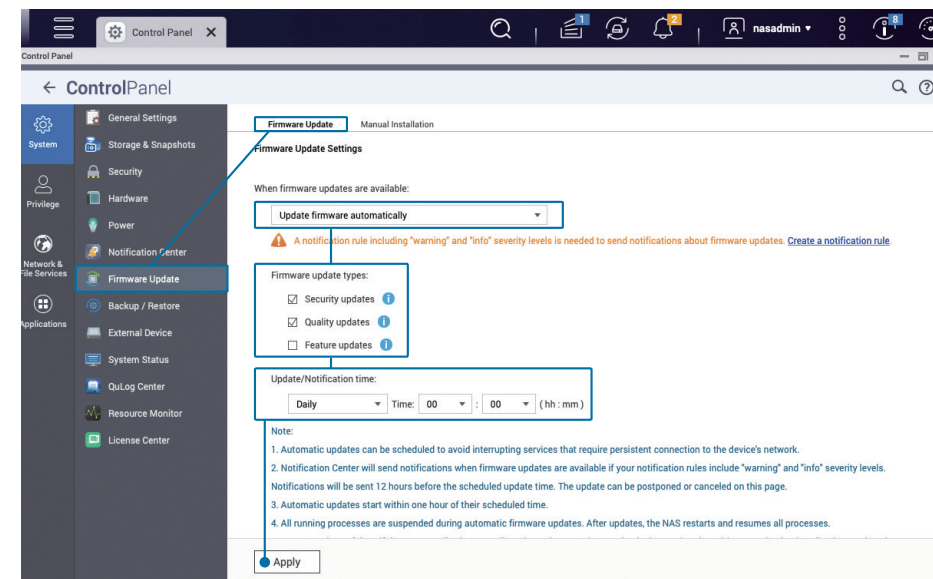 Control Panel
1
2
nasadmin
8
Control Panel
ControlPanel
System
Privilege
Network &
File Services
Applications
General Settings
Storage & Snapshots
Security
Hardware
Power
Notification Center
Firmware Update
Backup / Restore
External Device
System Status
QuLog Center
Resource Monitor
License Center
Firmware Update
Manual Installation
Firmware Update Settings
When firmware updates are available:
Update firmware automatically
A notification rule including "warning" and "info" severity levels is needed to send notifications about firmware updates. Create a notification rule.
Firmware update types:
Security updates
Quality updates
Feature updates
Update/Notification time:
Daily Time: 00 : 00 ( hh : mm )
Note:
1. Automatic updates can be scheduled to avoid interrupting services that require persistent connection to the device's network.
2. Notification Center will send notifications when firmware updates are available if your notification rules include "warning" and "info" severity levels.
Notifications will be sent 12 hours before the scheduled update time. The update can be postponed or canceled on this page.
3. Automatic updates start within one hour of their scheduled time.
4. All running processes are suspended during automatic firmware updates. After updates, the NAS restarts and resumes all processes.
Apply